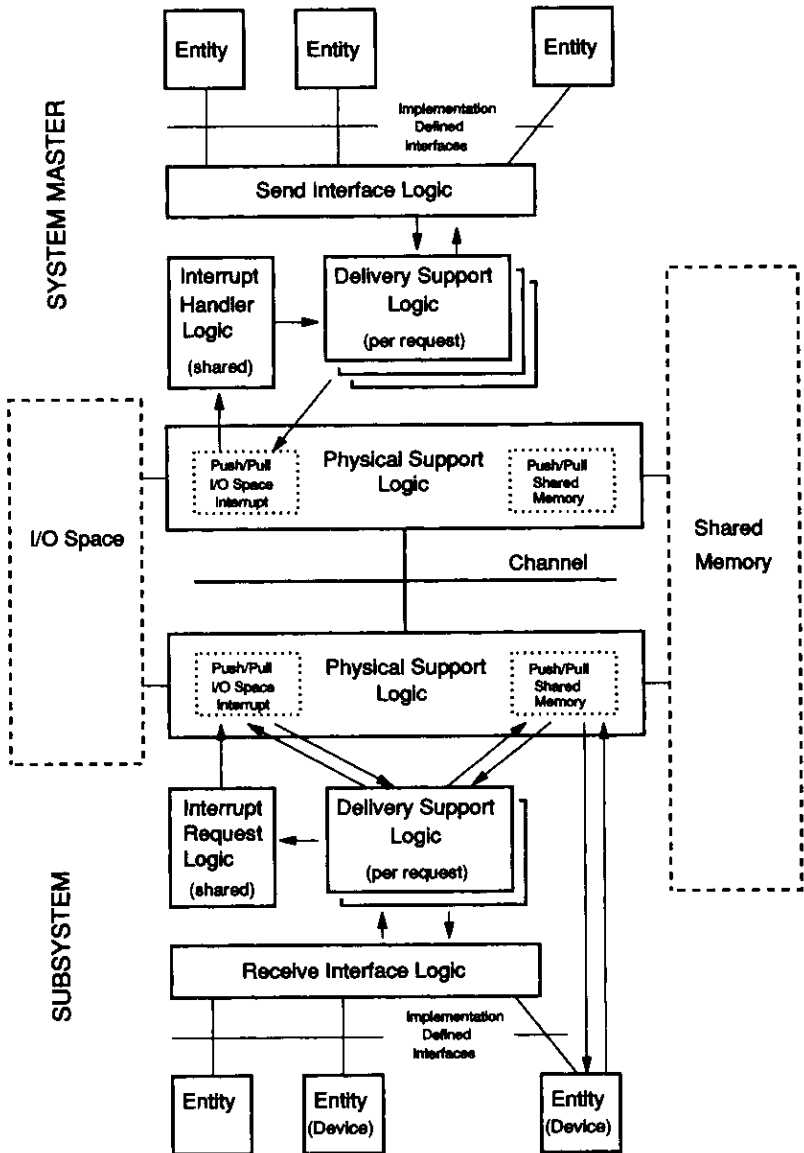 Entity
Entity
Entity
Implementation
Defined
Interfaces
SYSTEM MASTER
Send Interface Logic
Interrupt
Handler
Logic
(shared)
Delivery Support
Logic
(per request)
Push/Pull
I/O Space
Interrupt
Physical Support
Logic
Push/Pull
Shared
Memory
I/O Space
Shared
Memory
Channel
Push/Pull
I/O Space
Interrupt
Physical Support
Logic
Push/Pull
Shared
Memory
Interrupt
Request
Logic
(shared)
Delivery Support
Logic
(per request)
SUBSYSTEM
Receive Interface Logic
Implementation
Defined
Interfaces
Entity
Entity
(Device)
Entity
(Device)